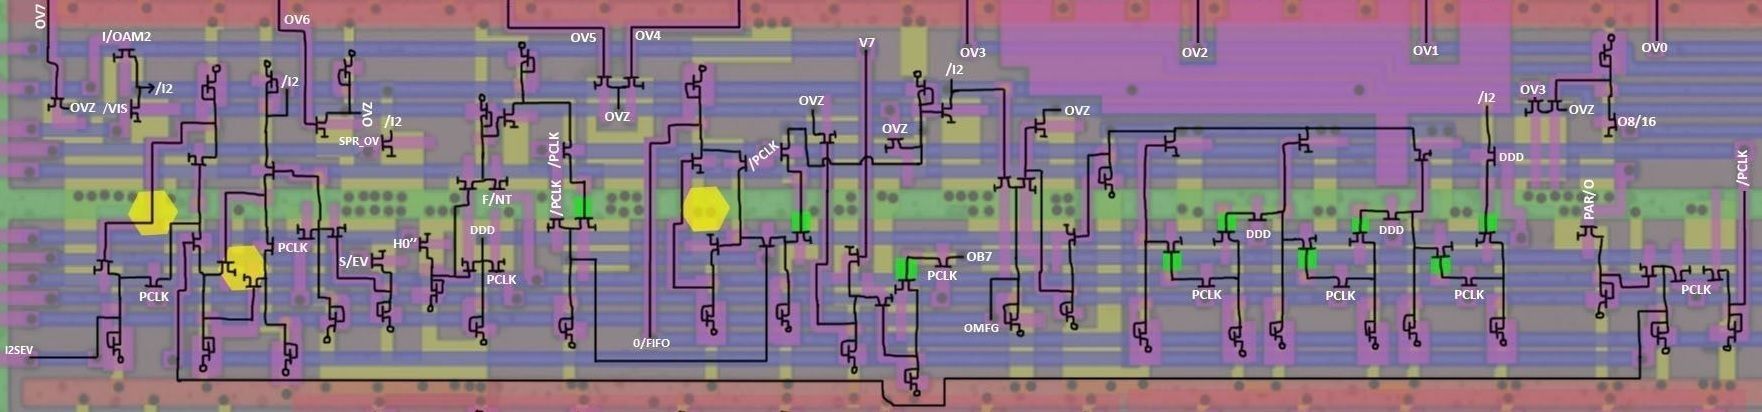 OV7
OV6
OV5
OV4
V7
OV3
OV2
OV1
OV0
I/OAM2
/I2
/I2
/I2
OVZ
/VIS
OVZ
OVZ
OVZ
OVZ
OVZ
/I2
OV3
OVZ
SPR_OV
/I2
O8/16
/PCLK
/PCLK
DDD
/PCLK
/PCLK
F/NT
PAR/O
PCLK
H0''
DDD
DDD
DDD
S/EV
PCLK
PCLK
OB7
PCLK
PCLK
PCLK
PCLK
PCLK
OMFG
I2SEV
0/FIFO